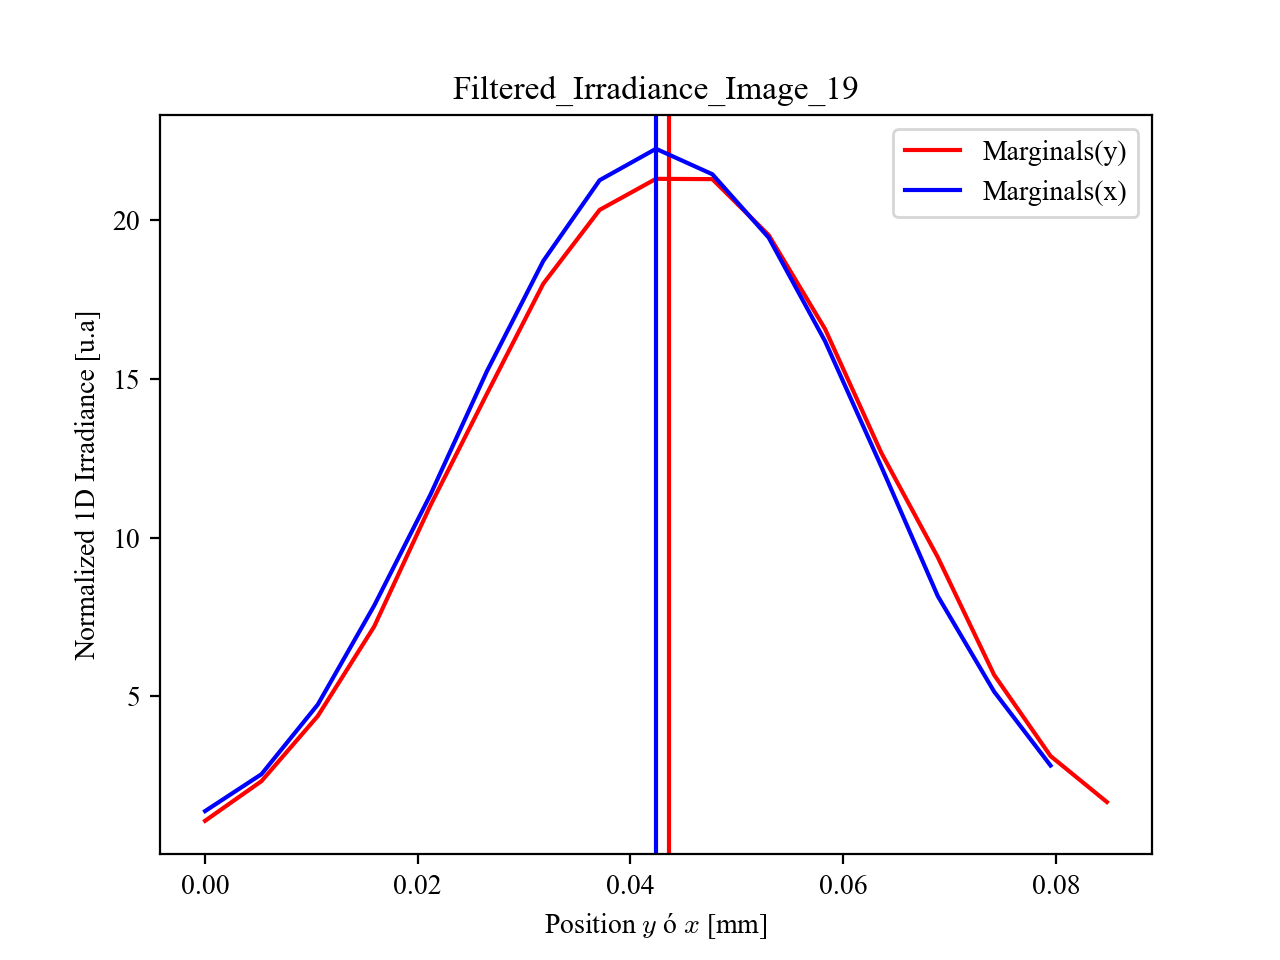 Filtered_Irradiance_Image_19
Marginals(y)
Marginals(x)
Normalized 1D Irradiance [u.a]
20
15
10
5
0.00 0.02 0.04 0.06 0.08
Position y ó x [mm]